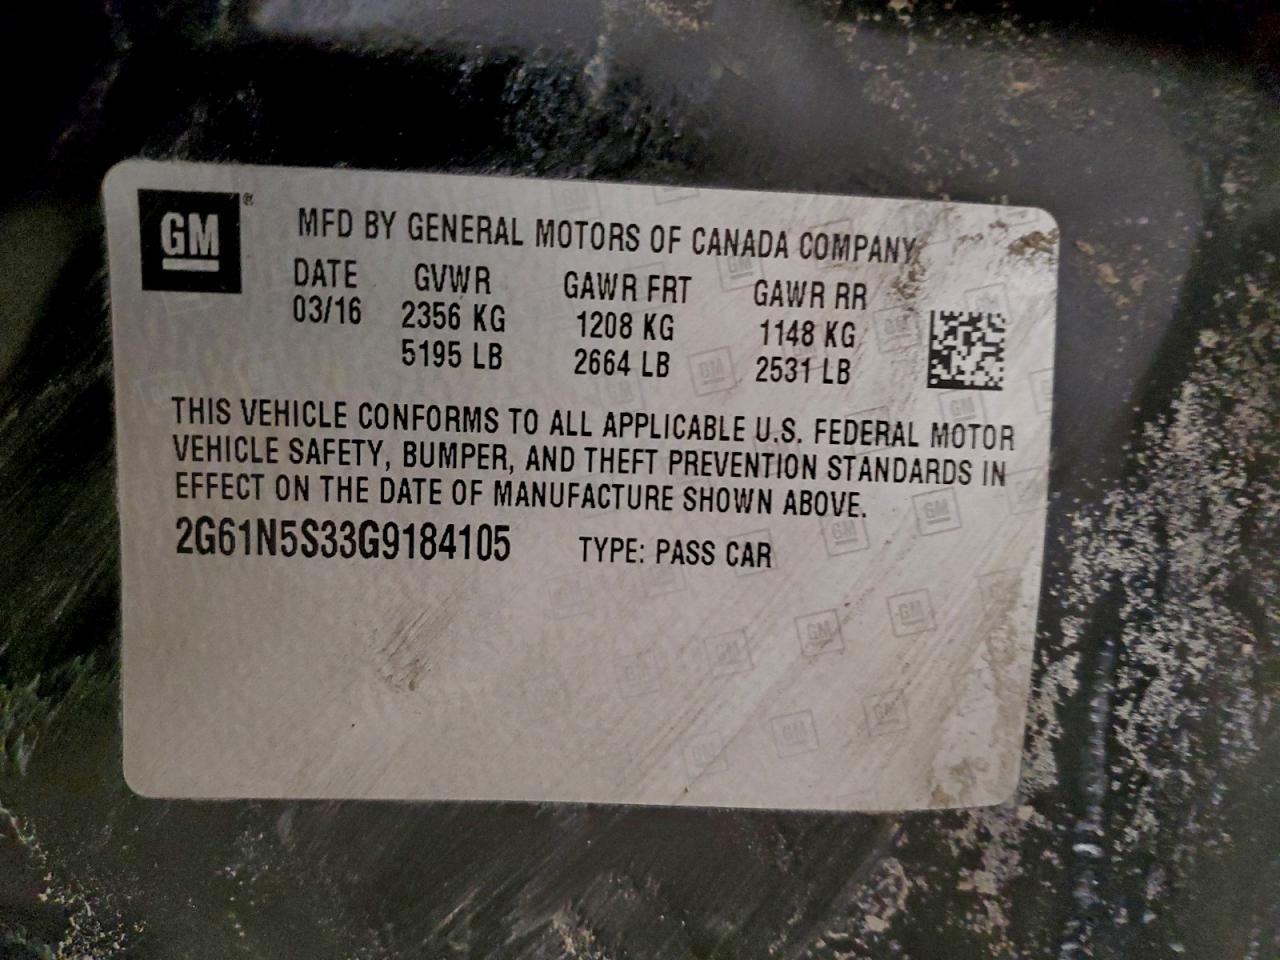 GM®
MFD BY GENERAL MOTORS OF CANADA COMPANY
DATE GVWR GAWR FRT GAWR RR
03/16 2356 KG 1208 KG 1148 KG
5195 LB 2664 LB 2531 LB
THIS VEHICLE CONFORMS TO ALL APPLICABLE U.S. FEDERAL MOTOR
VEHICLE SAFETY, BUMPER, AND THEFT PREVENTION STANDARDS IN
EFFECT ON THE DATE OF MANUFACTURE SHOWN ABOVE.
2G61N5S33G9184105 TYPE: PASS CAR